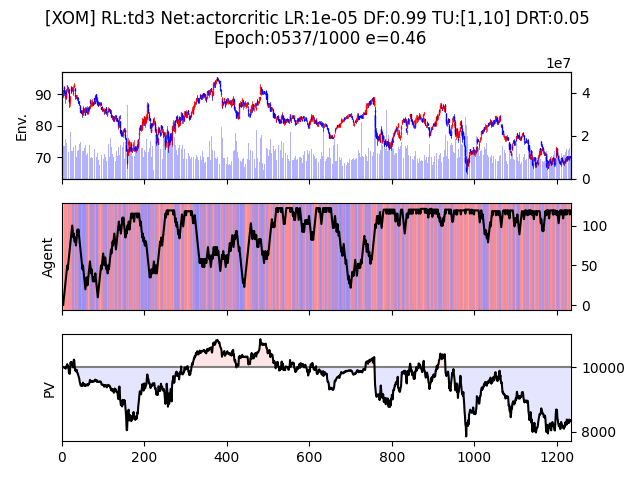 [XOM] RL:td3 Net:actorcritic LR:1e-05 DF:0.99 TU:[1,10] DRT:0.05
Epoch:0537/1000 e=0.46
1e7
Env.
90
80
70
4
2
0
Agent
100
50
0
PV
10000
8000
0 200 400 600 800 1000 1200